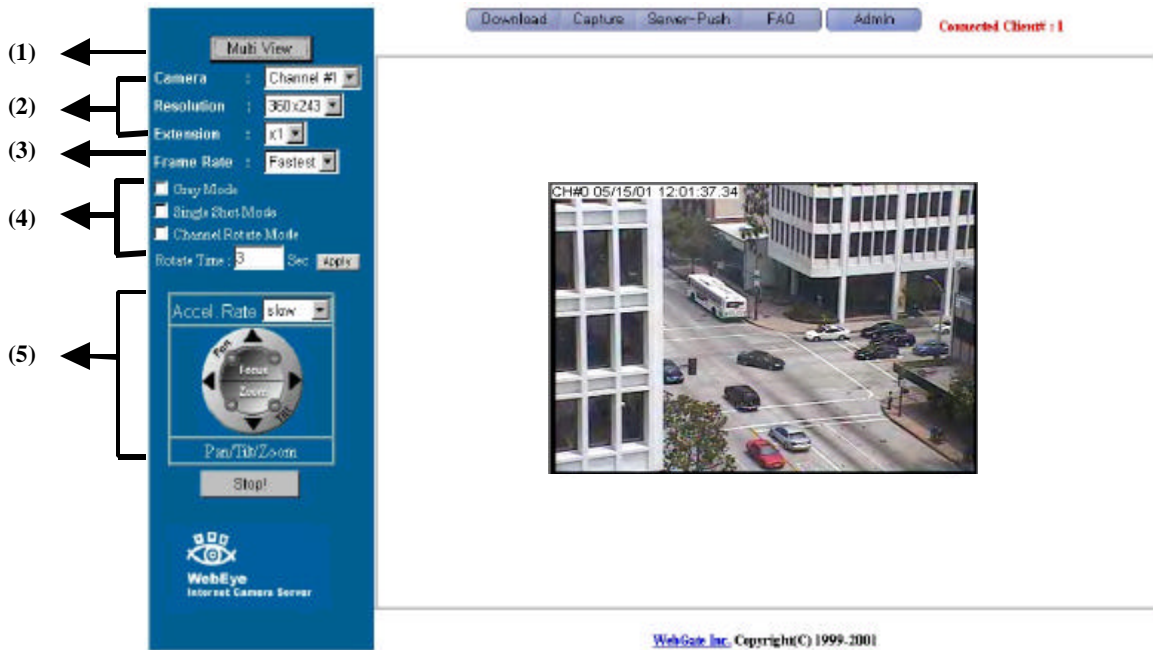 Download Capture Server-Push FAQ Admin
Connected Client# : 1
(1)
Multi View
(2)
Camera : Channel #1
Resolution : 360x243
Extension : x1
(3)
Frame Rate : Fastest
(4)
Gray Mode
Single Shot Mode
Channel Rotate Mode
Rotate Time : 3 Sec Apply
(5)
Accel. Rate slow
Pan
Focus
Zoom
Tilt
Pan/Tilt/Zoom
Stop!
WebEye
Internet Camera Server
CH#0 05/15/01 12:01:37.34
WebGate Inc. Copyright(C) 1999-2001